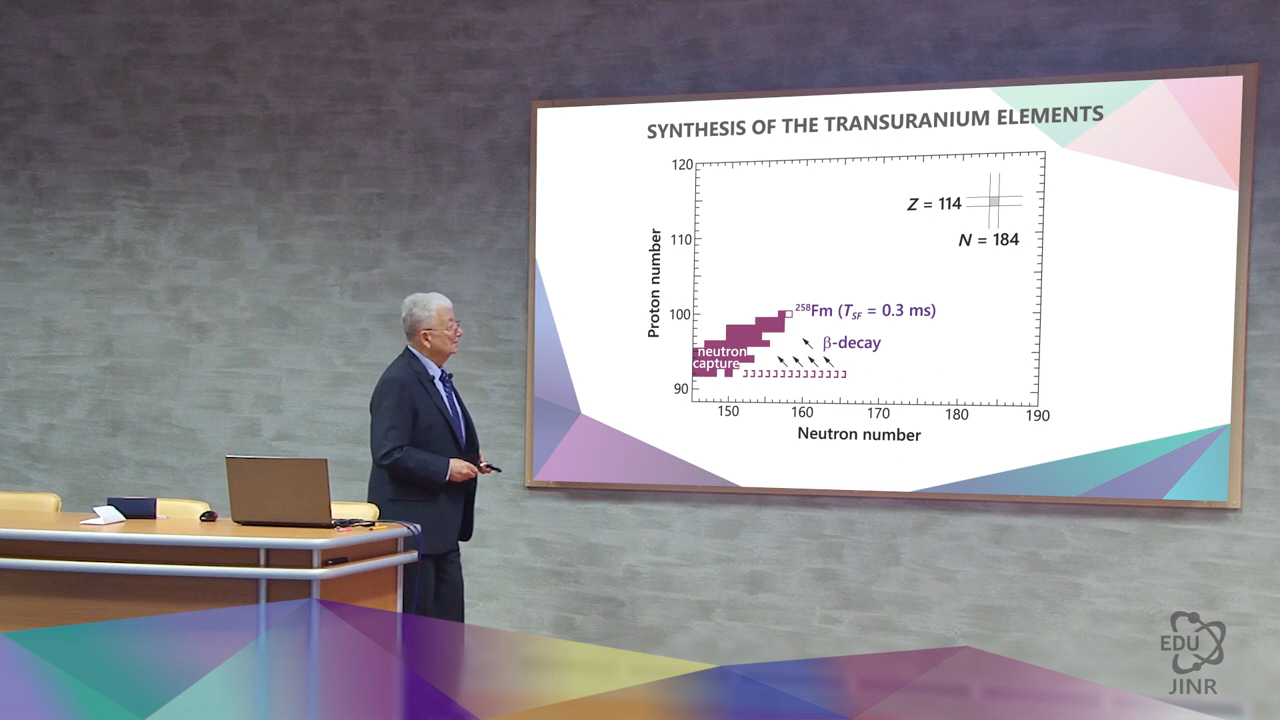 SYNTHESIS OF THE TRANSURANIUM ELEMENTS
120
110
100
90
Proton number
Z = 114
N = 184
²⁵⁸Fm (T_SF = 0.3 ms)
β-decay
neutron
capture
150 160 170 180 190
Neutron number
EDU
JINR